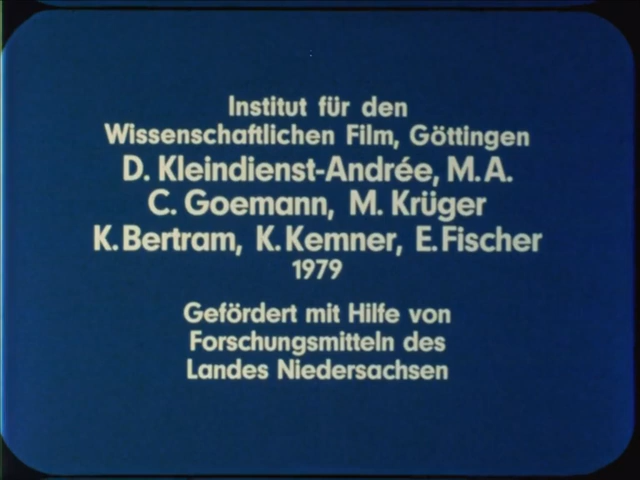 Institut für den
Wissenschaftlichen Film, Göttingen
D. Kleindienst-Andrée, M.A.
C. Goemann, M. Krüger
K. Bertram, K. Kemner, E. Fischer
1979
Gefördert mit Hilfe von
Forschungsmitteln des
Landes Niedersachsen